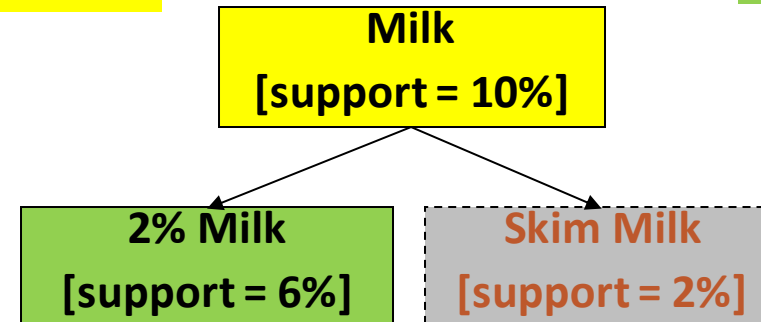 Milk
[support = 10%]
2% Milk
[support = 6%]
Skim Milk
[support = 2%]